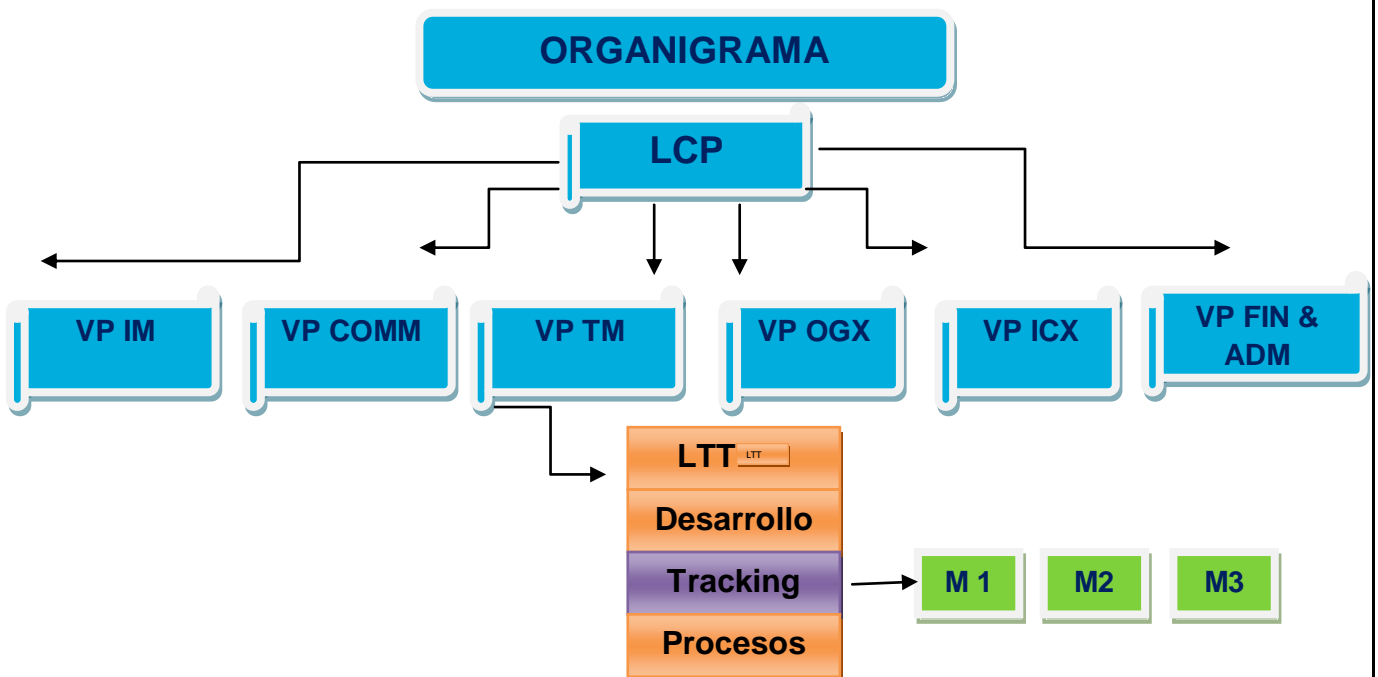 ORGANIGRAMA
LCP
VP IM
VP COMM
VP TM
VP OGX
VP ICX
VP FIN &
ADM
LTT
LTT
Desarrollo
Tracking
M 1
M2
M3
Procesos